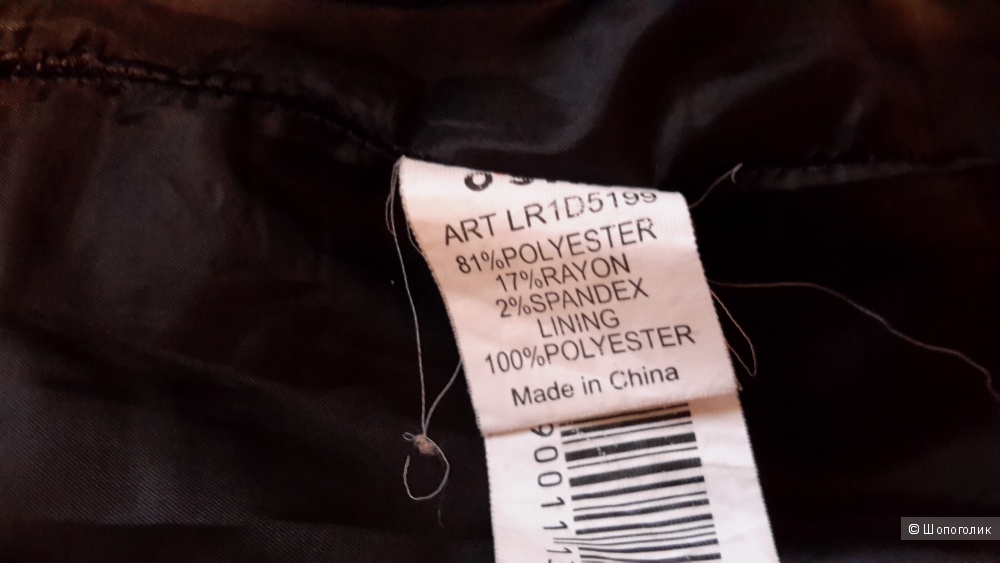 ART LR1D5199
81%POLYESTER
17%RAYON
2%SPANDEX
LINING
100%POLYESTER
Made in China
© Шопоголик